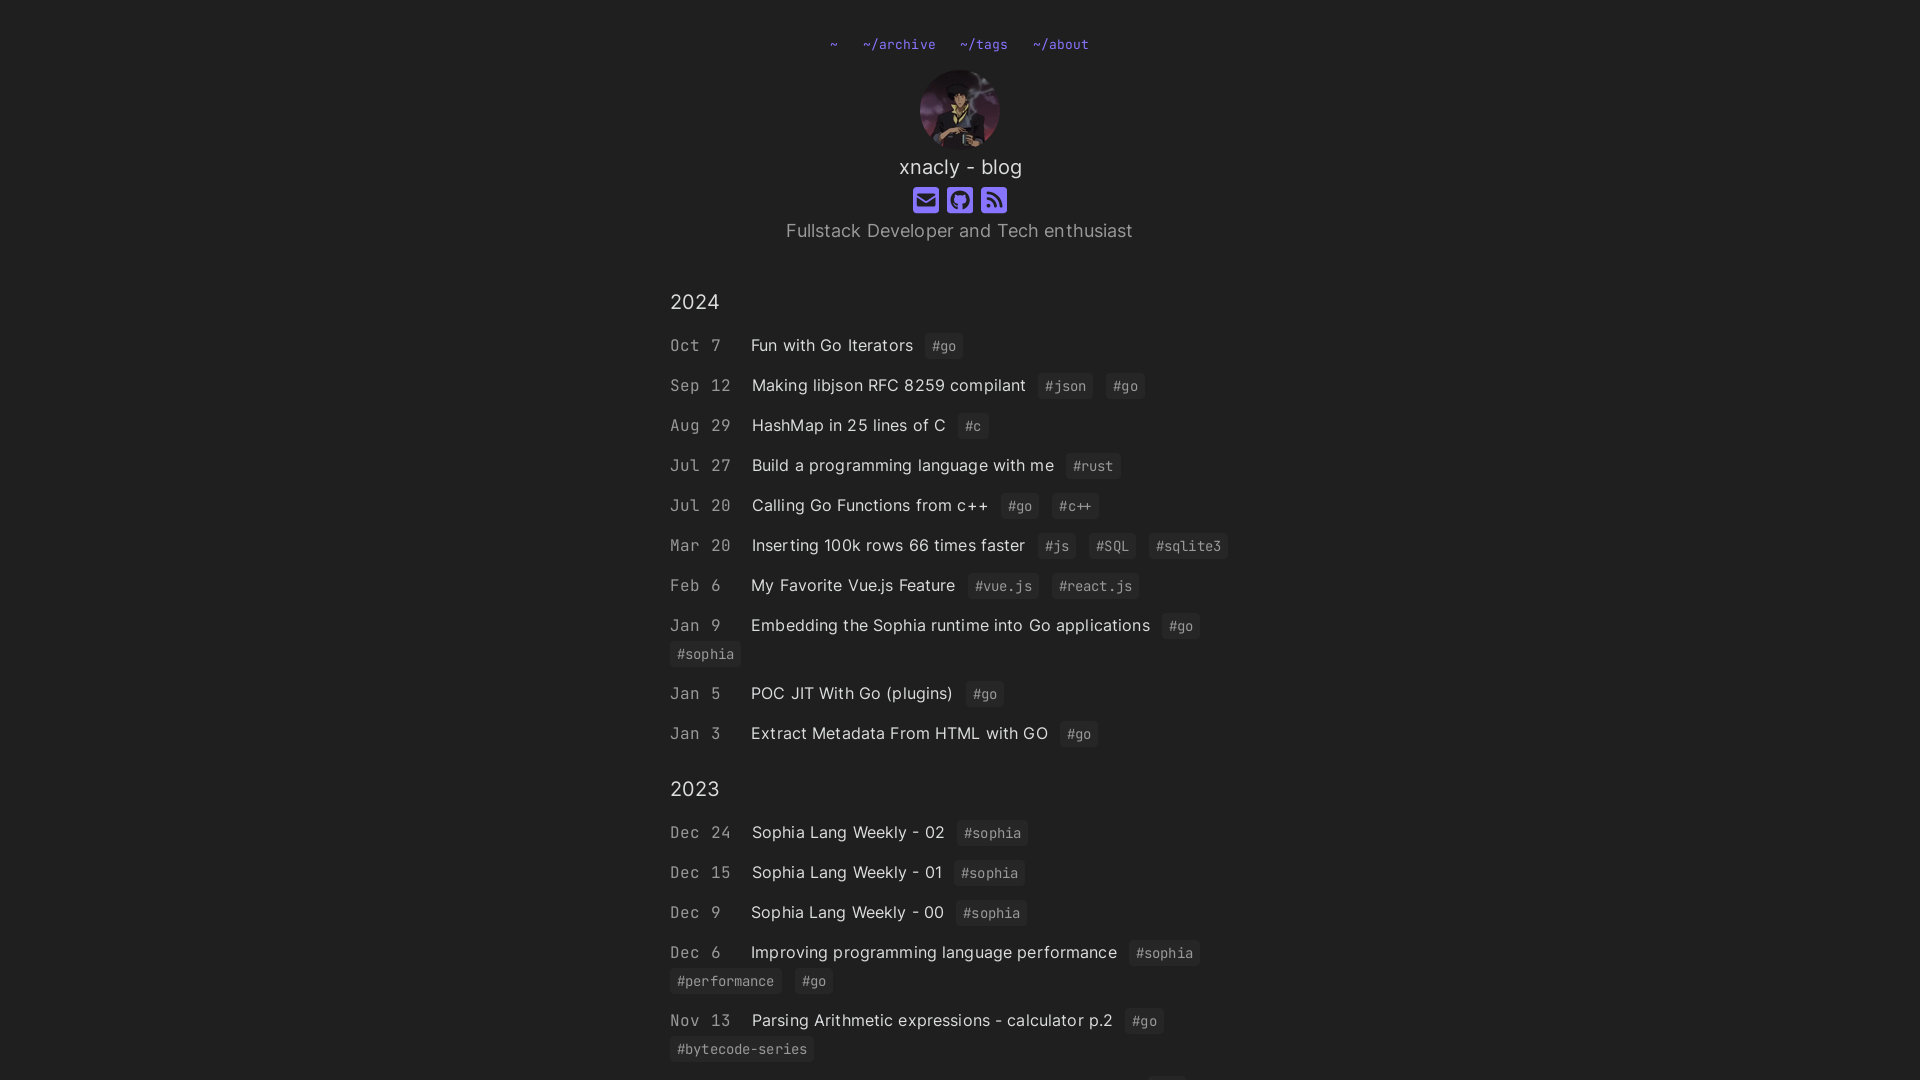 ~ ~/archive ~/tags ~/about
xnacly - blog
Fullstack Developer and Tech enthusiast
2024
Oct 7 Fun with Go Iterators #go
Sep 12 Making libjson RFC 8259 compilant #json #go
Aug 29 HashMap in 25 lines of C #c
Jul 27 Build a programming language with me #rust
Jul 20 Calling Go Functions from c++ #go #c++
Mar 20 Inserting 100k rows 66 times faster #js #SQL #sqlite3
Feb 6 My Favorite Vue.js Feature #vue.js #react.js
Jan 9 Embedding the Sophia runtime into Go applications #go
#sophia
Jan 5 POC JIT With Go (plugins) #go
Jan 3 Extract Metadata From HTML with GO #go
2023
Dec 24 Sophia Lang Weekly - 02 #sophia
Dec 15 Sophia Lang Weekly - 01 #sophia
Dec 9 Sophia Lang Weekly - 00 #sophia
Dec 6 Improving programming language performance #sophia
#performance #go
Nov 13 Parsing Arithmetic expressions - calculator p.2 #go
#bytecode-series